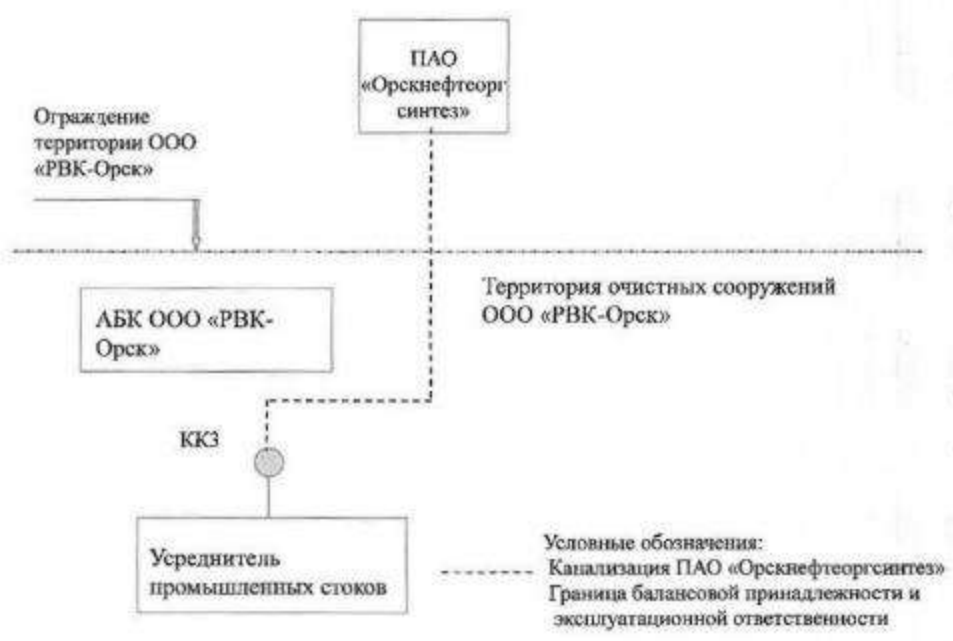 ПАО
«Орскнефтеорг
синтез»
Ограждение
территории ООО
«РВК-Орск»
Территория очистных сооружений
ООО «РВК-Орск»
АБК ООО «РВК-
Орск»
КК3
Усреднитель
промышленных стоков
Условные обозначения:
Канализация ПАО «Орскнефтеоргсинтез»
Граница балансовой принадлежности и
эксплуатационной ответственности